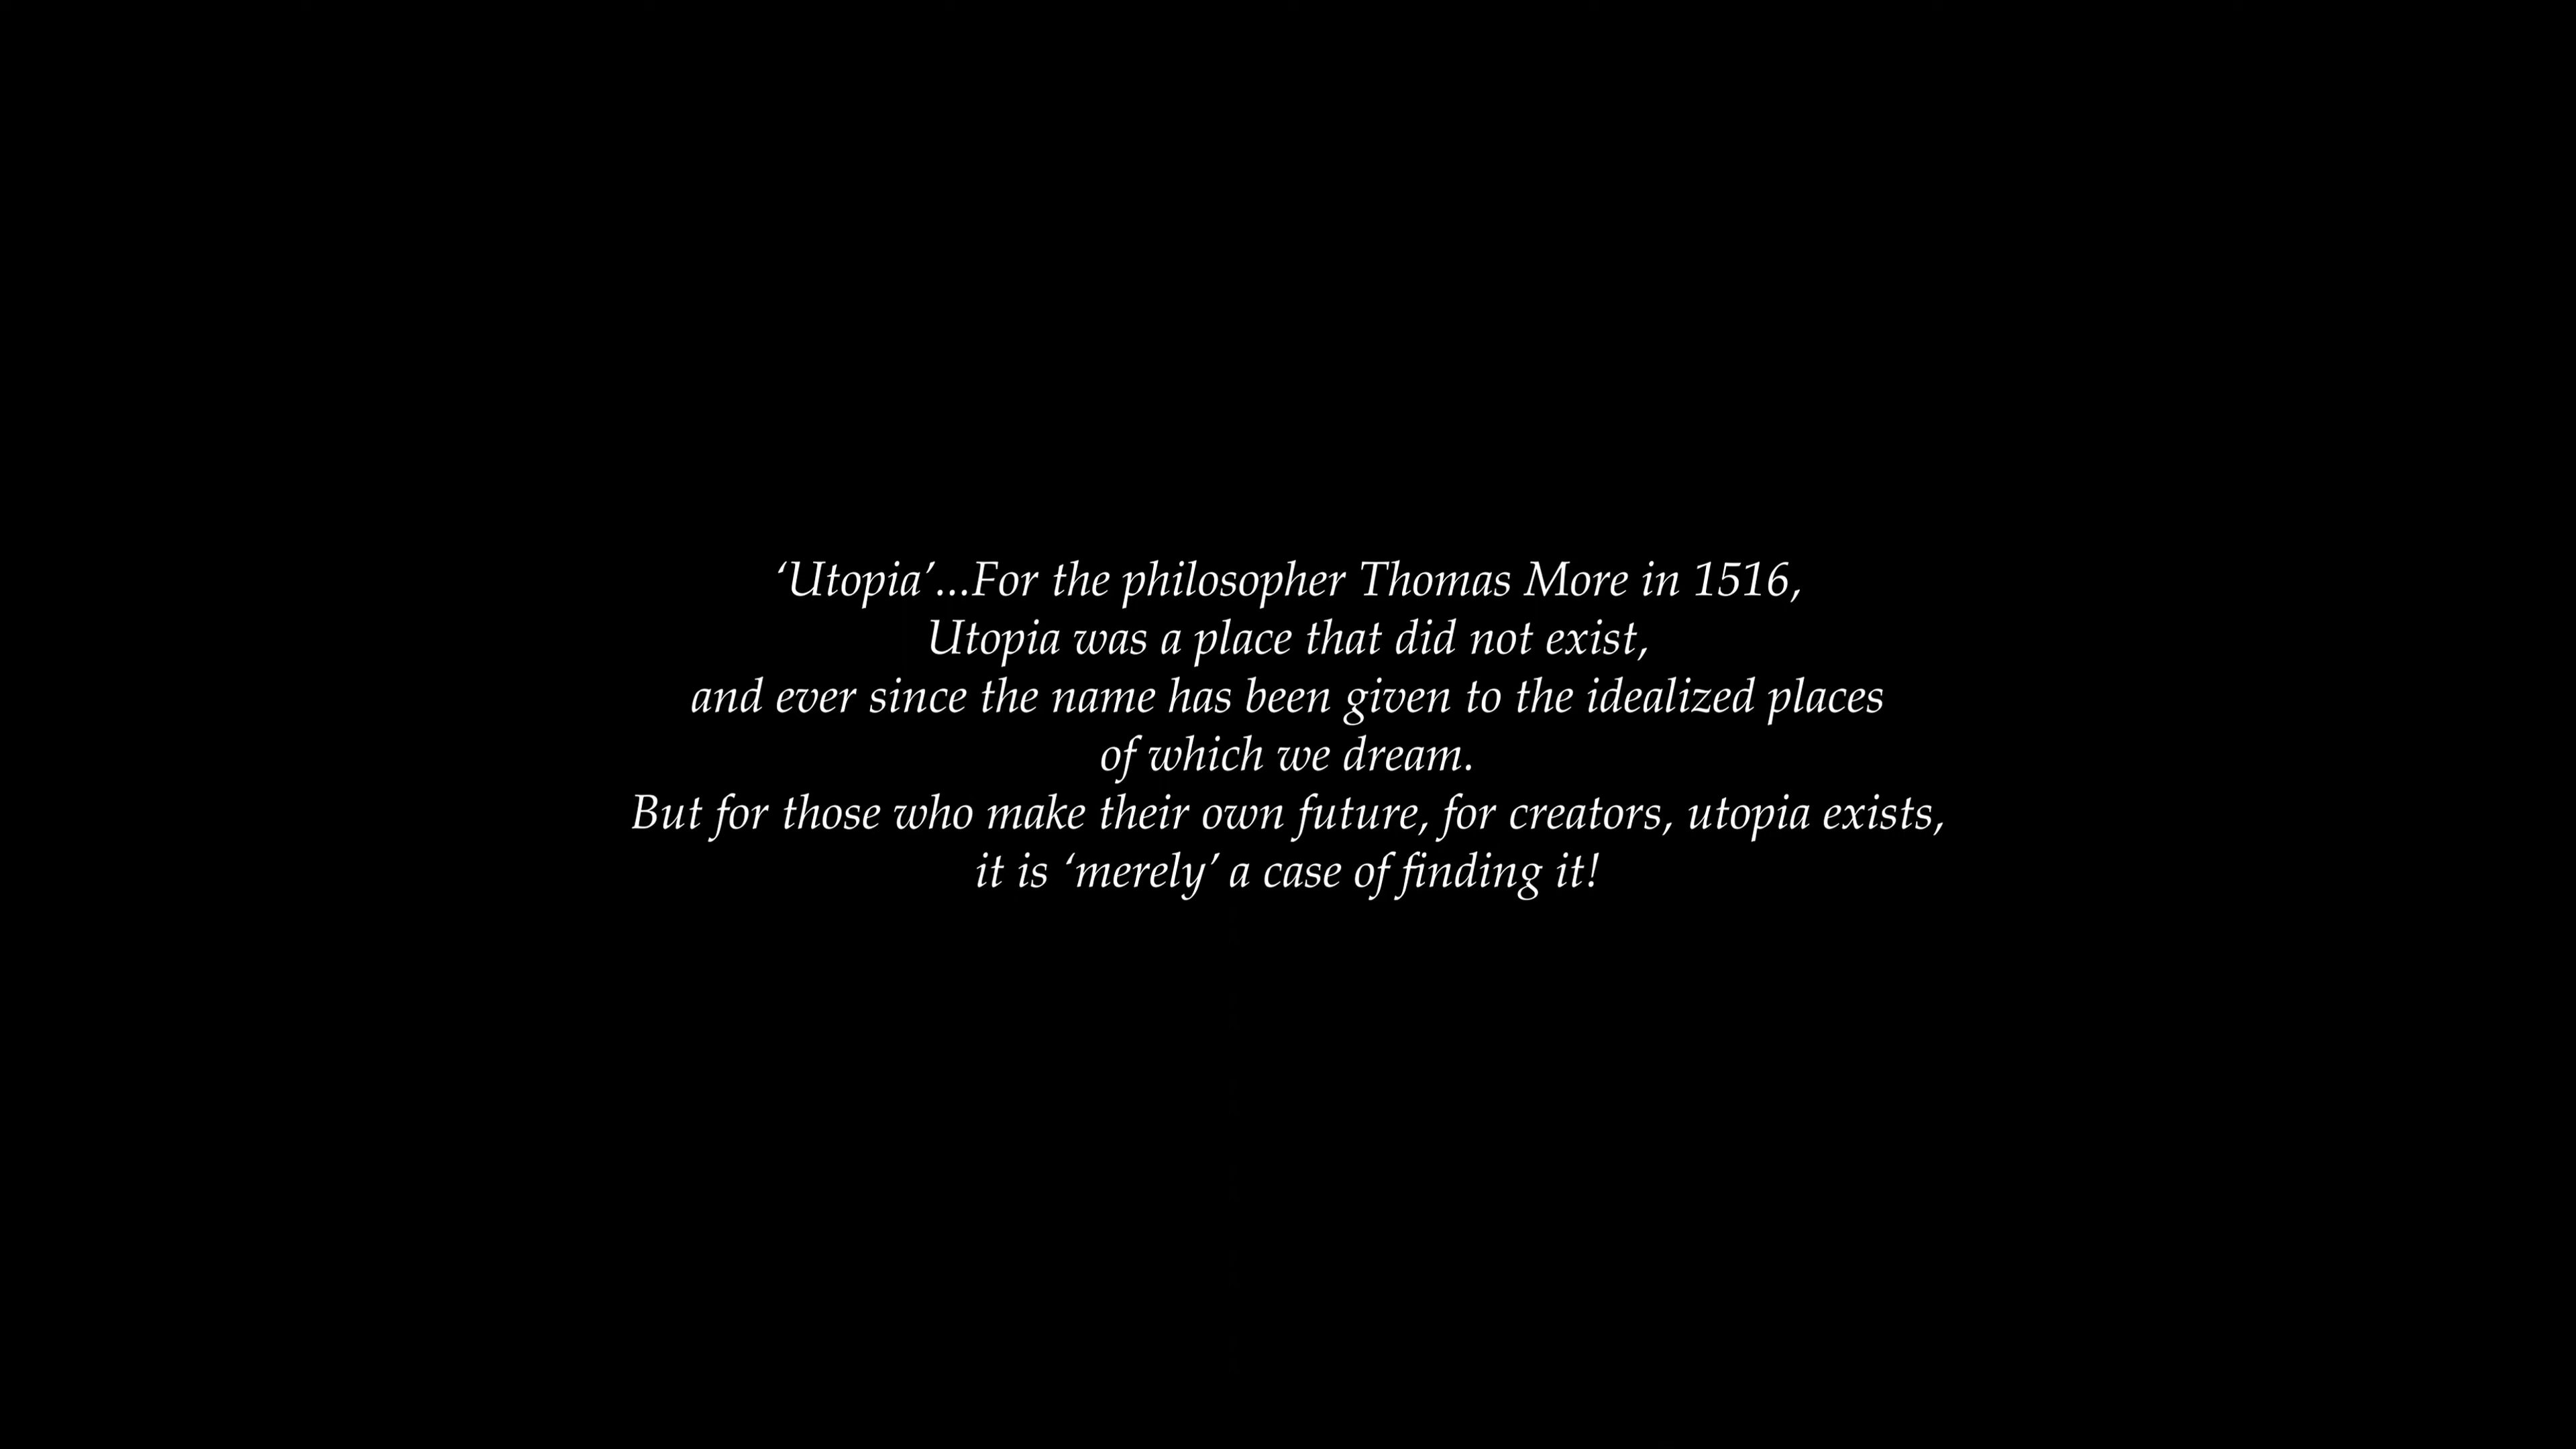 ‘Utopia’...For the philosopher Thomas More in 1516,
Utopia was a place that did not exist,
and ever since the name has been given to the idealized places
of which we dream.
But for those who make their own future, for creators, utopia exists,
it is ‘merely’ a case of finding it!